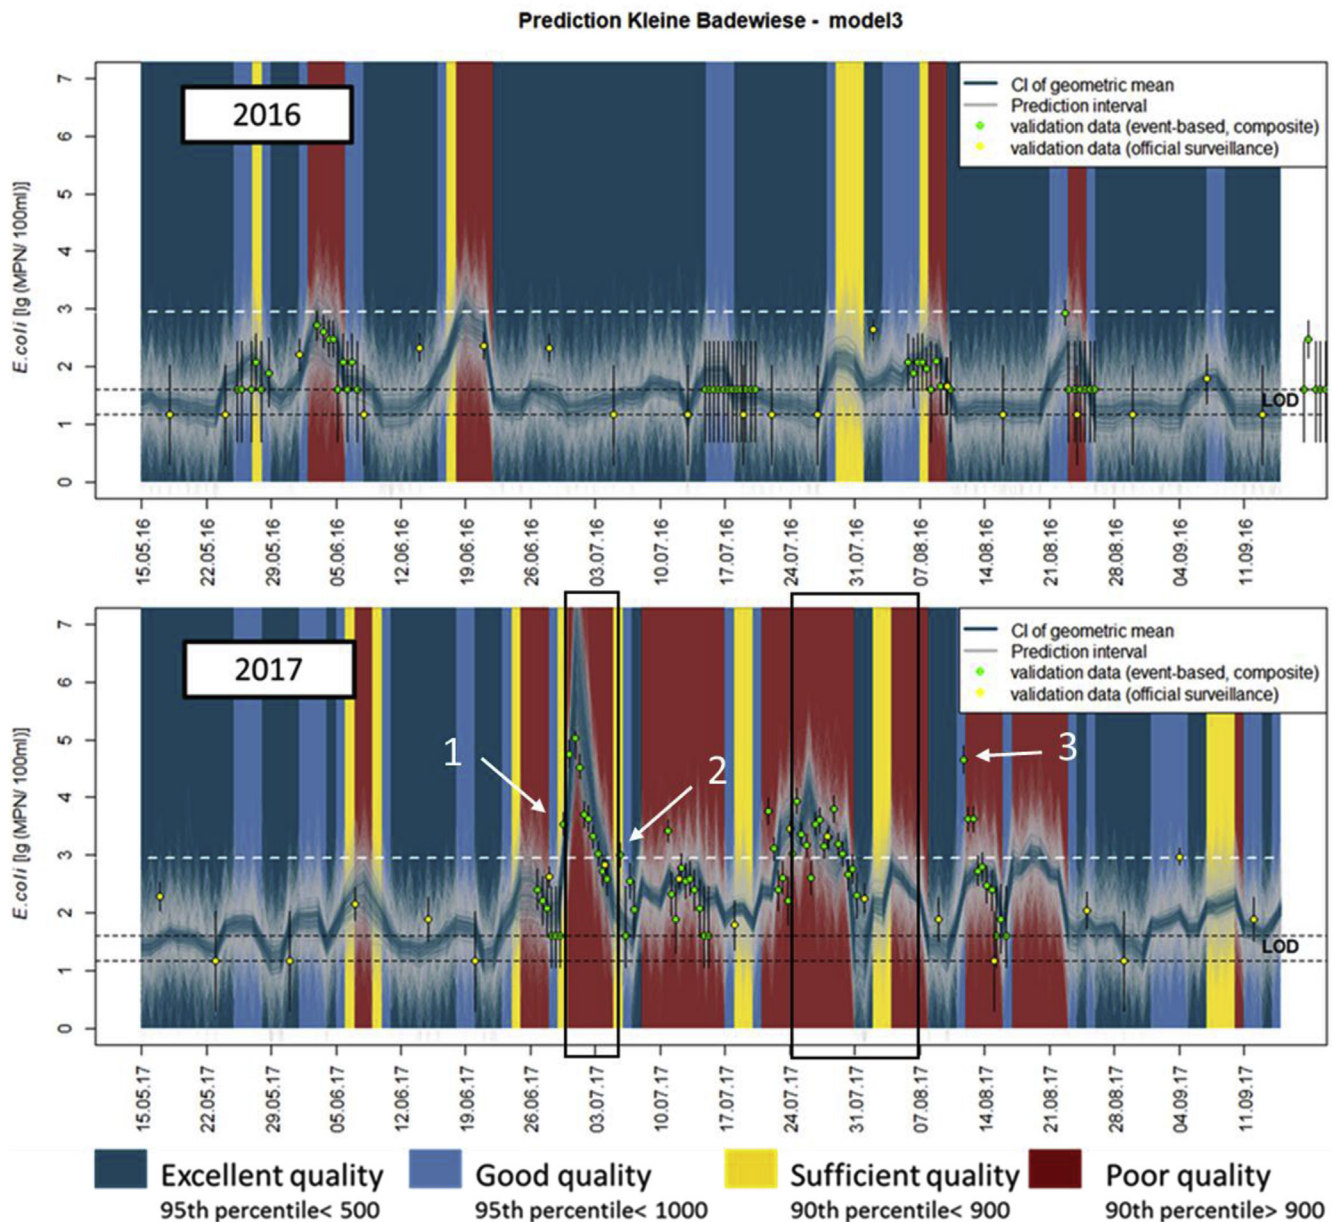 Prediction Kleine Badewiese - model3
2016
CI of geometric mean
Prediction interval
validation data (event-based, composite)
validation data (official surveillance)
E.coli [lg (MPN/ 100ml)]
7
6
5
4
3
2
1
0
LOD
15.05.16
22.05.16
29.05.16
05.06.16
12.06.16
19.06.16
26.06.16
03.07.16
10.07.16
17.07.16
24.07.16
31.07.16
07.08.16
14.08.16
21.08.16
28.08.16
04.09.16
11.09.16
2017
CI of geometric mean
Prediction interval
validation data (event-based, composite)
validation data (official surveillance)
E.coli [lg (MPN/ 100ml)]
7
6
5
4
3
2
1
0
1
2
3
LOD
15.05.17
22.05.17
29.05.17
05.06.17
12.06.17
19.06.17
26.06.17
03.07.17
10.07.17
17.07.17
24.07.17
31.07.17
07.08.17
14.08.17
21.08.17
28.08.17
04.09.17
11.09.17
Excellent quality
95th percentile< 500
Good quality
95th percentile< 1000
Sufficient quality
90th percentile< 900
Poor quality
90th percentile> 900